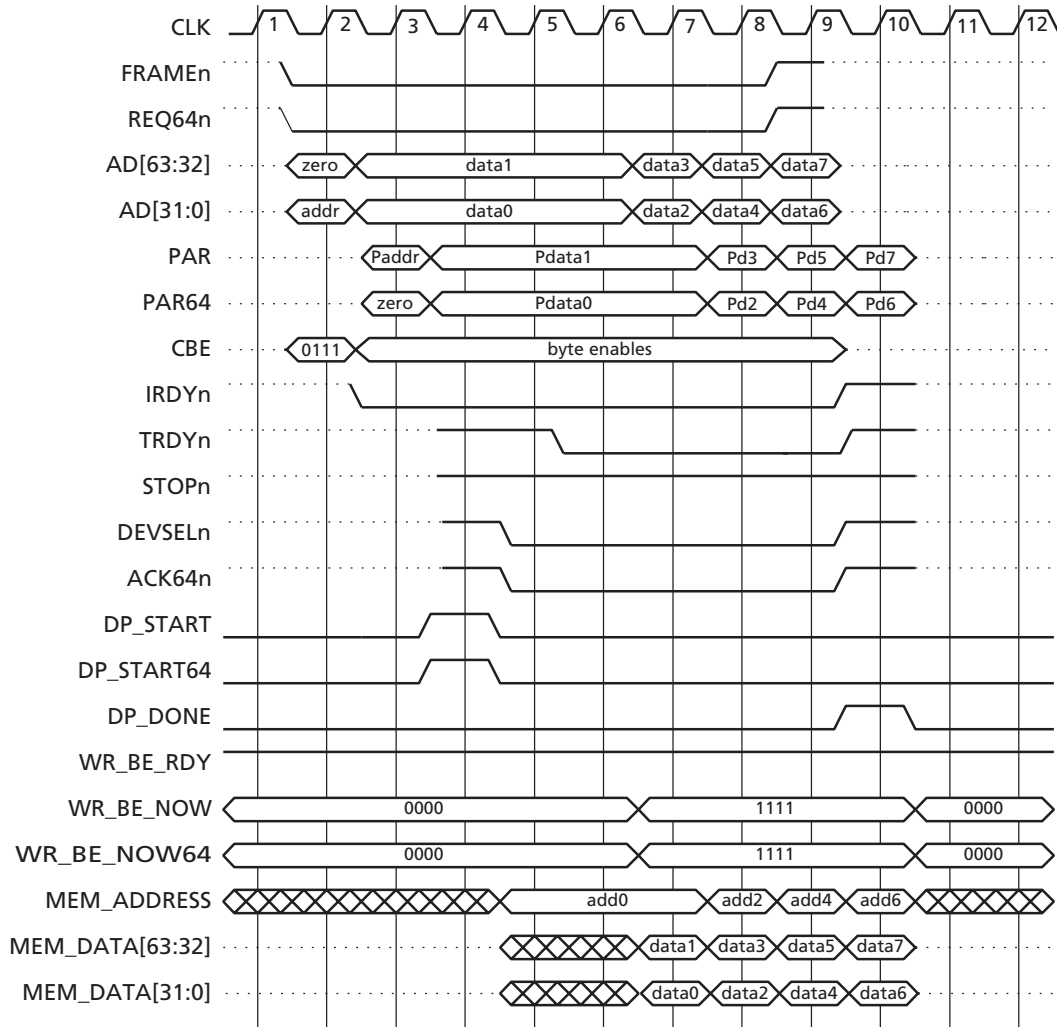 CLK 1 2 3 4 5 6 7 8 9 10 11 12
FRAMEn
REQ64n
AD[63:32] zero data1 data3 data5 data7
AD[31:0] addr data0 data2 data4 data6
PAR Paddr Pdata1 Pd3 Pd5 Pd7
PAR64 zero Pdata0 Pd2 Pd4 Pd6
CBE 0111 byte enables
IRDYn
TRDYn
STOPn
DEVSELn
ACK64n
DP_START
DP_START64
DP_DONE
WR_BE_RDY
WR_BE_NOW 0000 1111 0000
WR_BE_NOW64 0000 1111 0000
MEM_ADDRESS add0 add2 add4 add6
MEM_DATA[63:32] data1 data3 data5 data7
MEM_DATA[31:0] data0 data2 data4 data6